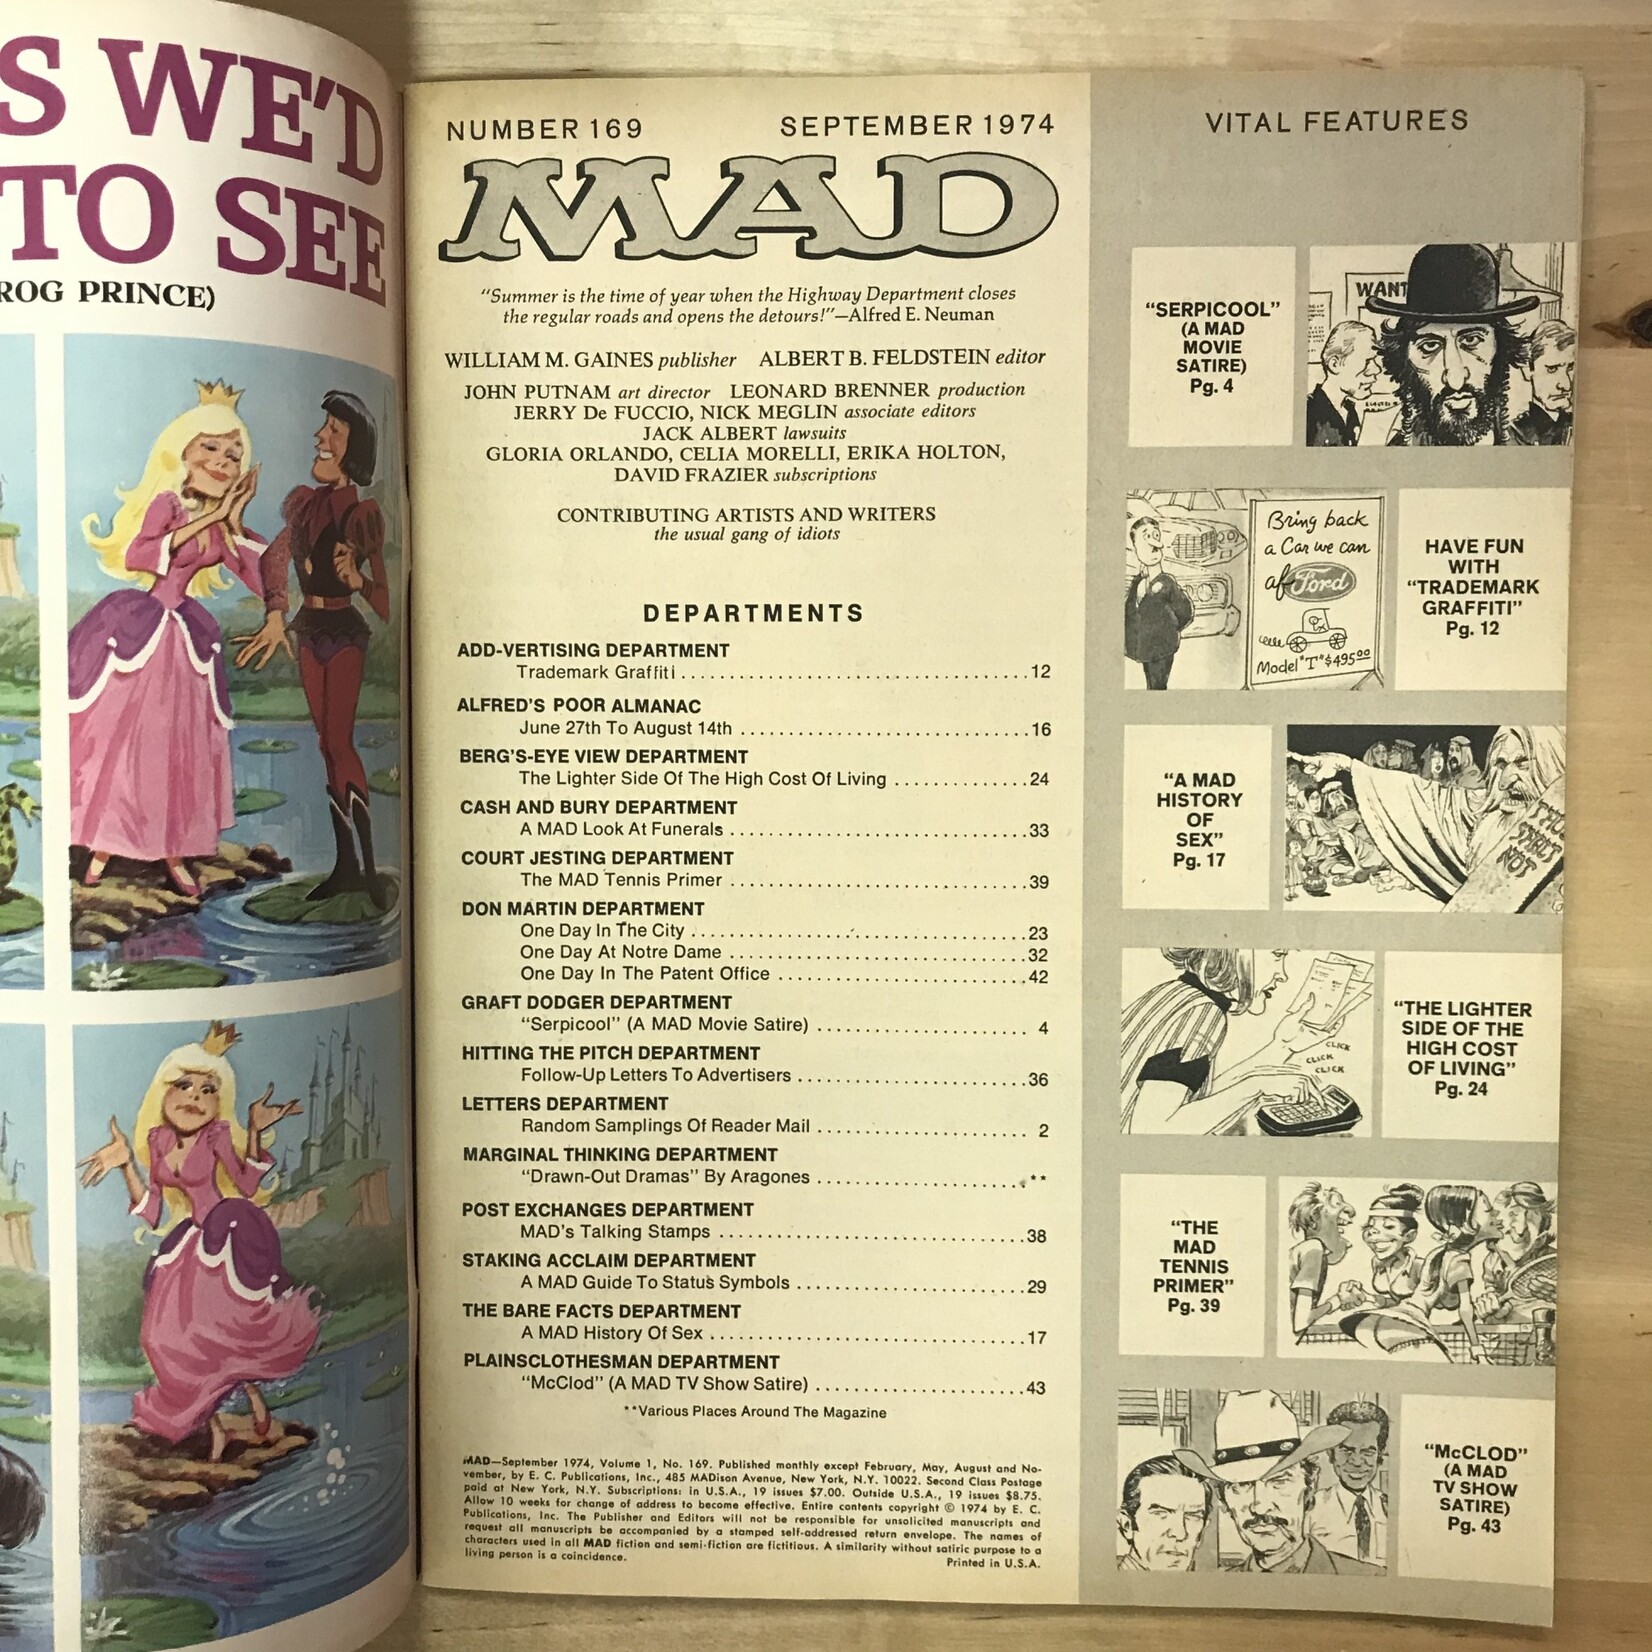 S WE'D
TO SEE
ROG PRINCE)
NUMBER 169 SEPTEMBER 1974
MAD
"Summer is the time of year when the Highway Department closes
the regular roads and opens the detours!"—Alfred E. Neuman
WILLIAM M. GAINES publisher ALBERT B. FELDSTEIN editor
JOHN PUTNAM art director LEONARD BRENNER production
JERRY De FUCCIO, NICK MEGLIN associate editors
JACK ALBERT lawsuits
GLORIA ORLANDO, CELIA MORELLI, ERIKA HOLTON,
DAVID FRAZIER subscriptions
CONTRIBUTING ARTISTS AND WRITERS
the usual gang of idiots
DEPARTMENTS
ADD-VERTISING DEPARTMENT
Trademark Graffiti 12
ALFRED'S POOR ALMANAC
June 27th To August 14th 16
BERG'S-EYE VIEW DEPARTMENT
The Lighter Side Of The High Cost Of Living 24
CASH AND BURY DEPARTMENT
A MAD Look At Funerals 33
COURT JESTING DEPARTMENT
The MAD Tennis Primer 39
DON MARTIN DEPARTMENT
One Day In The City 23
One Day At Notre Dame 32
One Day In The Patent Office 42
GRAFT DODGER DEPARTMENT
"Serpicool" (A MAD Movie Satire) 4
HITTING THE PITCH DEPARTMENT
Follow-Up Letters To Advertisers 36
LETTERS DEPARTMENT
Random Samplings Of Reader Mail 2
MARGINAL THINKING DEPARTMENT
"Drawn-Out Dramas" By Aragones **
POST EXCHANGES DEPARTMENT
MAD's Talking Stamps 38
STAKING ACCLAIM DEPARTMENT
A MAD Guide To Status Symbols 29
THE BARE FACTS DEPARTMENT
A MAD History Of Sex 17
PLAINSCLOTHESMAN DEPARTMENT
"McClod" (A MAD TV Show Satire) 43
**Various Places Around The Magazine
MAD—September 1974, Volume 1, No. 169. Published monthly except February, May, August and No-
vember, by E. C. Publications, Inc., 485 MADison Avenue, New York, N.Y. 10022. Second Class Postage
paid at New York, N.Y. Subscriptions: in U.S.A., 19 issues $7.00. Outside U.S.A., 19 issues $8.75.
Allow 10 weeks for change of address to become effective. Entire contents copyright © 1974 by E. C.
Publications, Inc. The Publisher and Editors will not be responsible for unsolicited manuscripts and
request all manuscripts be accompanied by a stamped self-addressed return envelope. The names of
characters used in all MAD fiction and semi-fiction are fictitious. A similarity without satiric purpose to a
living person is a coincidence. Printed in U.S.A.
VITAL FEATURES
"SERPICOOL"
(A MAD
MOVIE
SATIRE)
Pg. 4
WANT
Bring back
a Car we can
af Ford
Model "T" $495.00
HAVE FUN
WITH
"TRADEMARK
GRAFFITI"
Pg. 12
"A MAD
HISTORY
OF
SEX"
Pg. 17
THOU
SHALT
NOT
CLICK
CLICK
CLICK
"THE LIGHTER
SIDE OF THE
HIGH COST
OF LIVING"
Pg. 24
"THE
MAD
TENNIS
PRIMER"
Pg. 39
"McCLOD"
(A MAD
TV SHOW
SATIRE)
Pg. 43